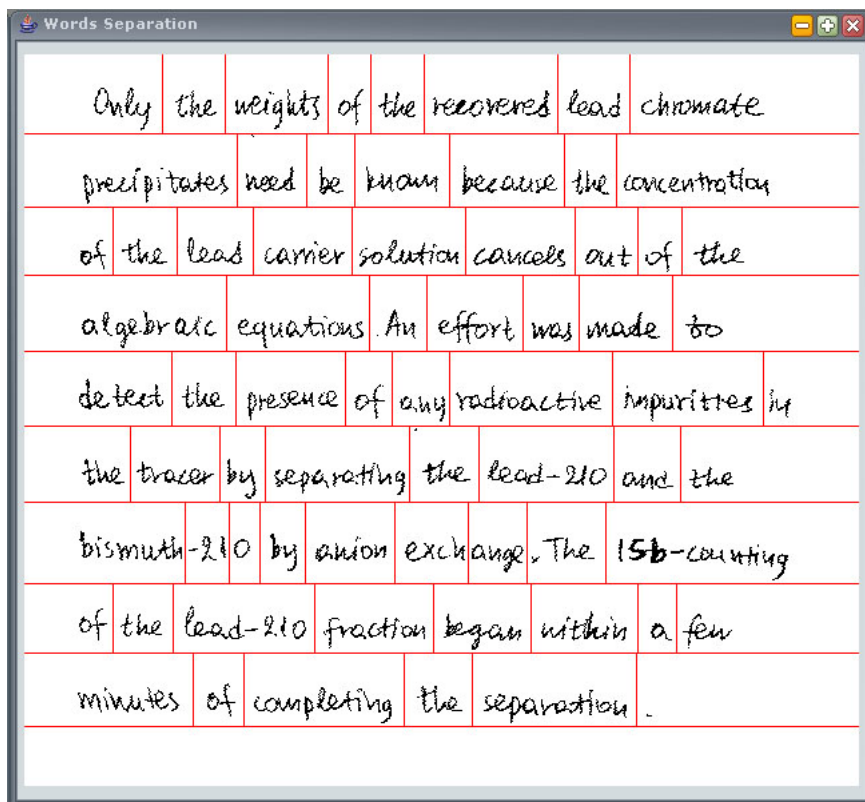 Words Separation
Only the weights of the recovered lead chromate
precipitates need be known because the concentration
of the lead carrier solution cancels out of the
algebraic equations. An effort was made to
detect the presence of any radioactive impurities in
the tracer by separating the lead-210 and the
bismuth-210 by anion exchange. The 15b-counting
of the lead-210 fraction began within a few
minutes of completing the separation.